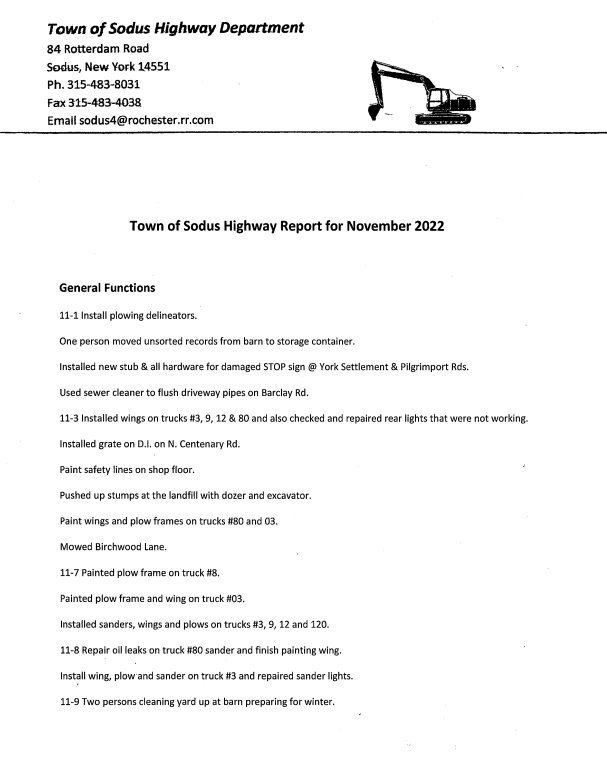 Town of Sodus Highway Department
84 Rotterdam Road
Sodus, New York 14551
Ph. 315-483-8031
Fax 315-483-4038
Email sodus4@rochester.rr.com
Town of Sodus Highway Report for November 2022
General Functions
11-1 Install plowing delineators.
One person moved unsorted records from barn to storage container.
Installed new stub & all hardware for damaged STOP sign @ York Settlement & Pilgrimport Rds.
Used sewer cleaner to flush driveway pipes on Barclay Rd.
11-3 Installed wings on trucks #3, 9, 12 & 80 and also checked and repaired rear lights that were not working.
Installed grate on D.I. on N. Centenary Rd.
Paint safety lines on shop floor.
Pushed up stumps at the landfill with dozer and excavator.
Paint wings and plow frames on trucks #80 and 03.
Mowed Birchwood Lane.
11-7 Painted plow frame on truck #8.
Painted plow frame and wing on truck #03.
Installed sanders, wings and plows on trucks #3, 9, 12 and 120.
11-8 Repair oil leaks on truck #80 sander and finish painting wing.
Install wing, plow and sander on truck #3 and repaired sander lights.
11-9 Two persons cleaning yard up at barn preparing for winter.